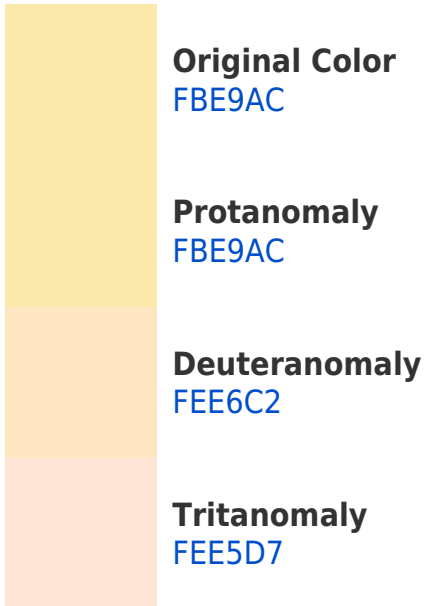 Original Color
FBE9AC
Protanomaly
FBE9AC
Deuteranomaly
FEE6C2
Tritanomaly
FEE5D7